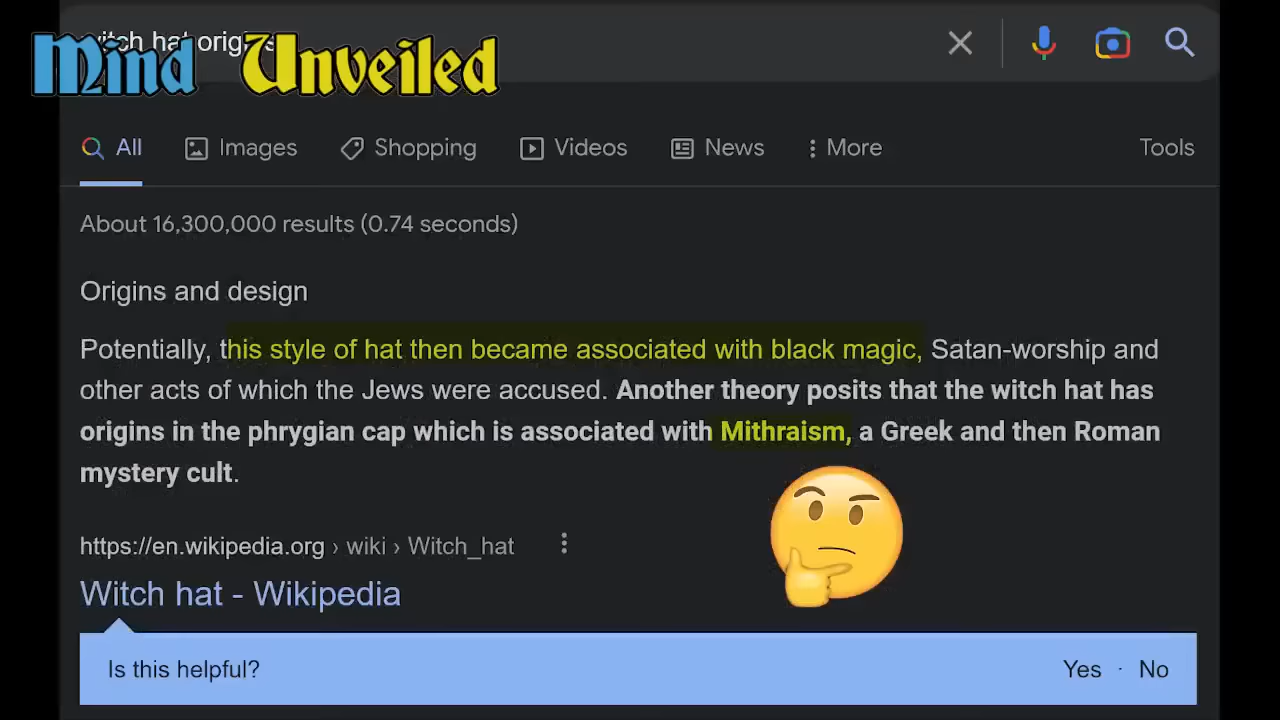 witch hat origins
Mind Unveiled
All Images Shopping Videos News More Tools
About 16,300,000 results (0.74 seconds)
Origins and design
Potentially, this style of hat then became associated with black magic, Satan-worship and
other acts of which the Jews were accused. Another theory posits that the witch hat has
origins in the phrygian cap which is associated with Mithraism, a Greek and then Roman
mystery cult.
https://en.wikipedia.org › wiki › Witch_hat
Witch hat - Wikipedia
Is this helpful? Yes · No